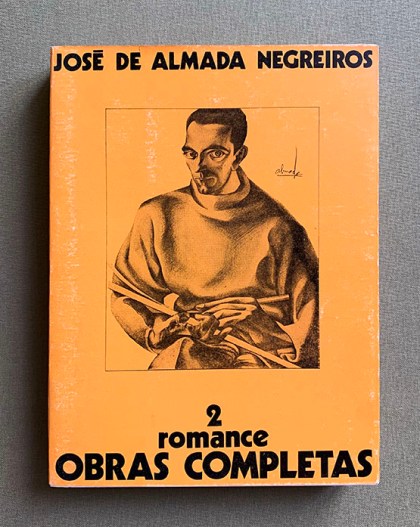 JOSÉ DE ALMADA NEGREIROS
almada
2
romance
OBRAS COMPLETAS